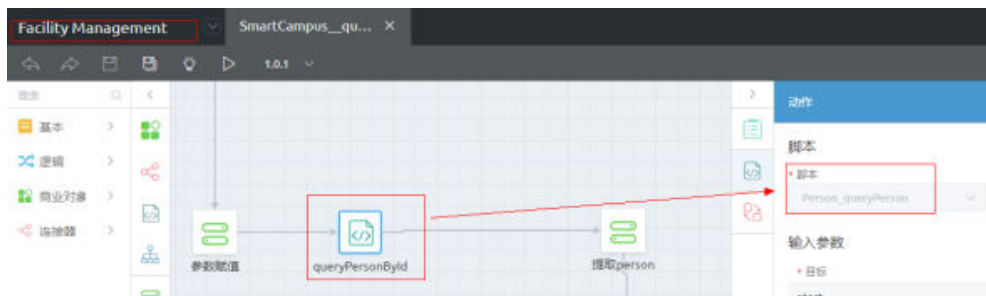 Facility Management
SmartCampus__qu... ×
1.0.1
搜索
基本
逻辑
商业对象
连接器
参数赋值
queryPersonById
提取person
动作
脚本
* 脚本
Person_queryPerson
输入参数
* 目标